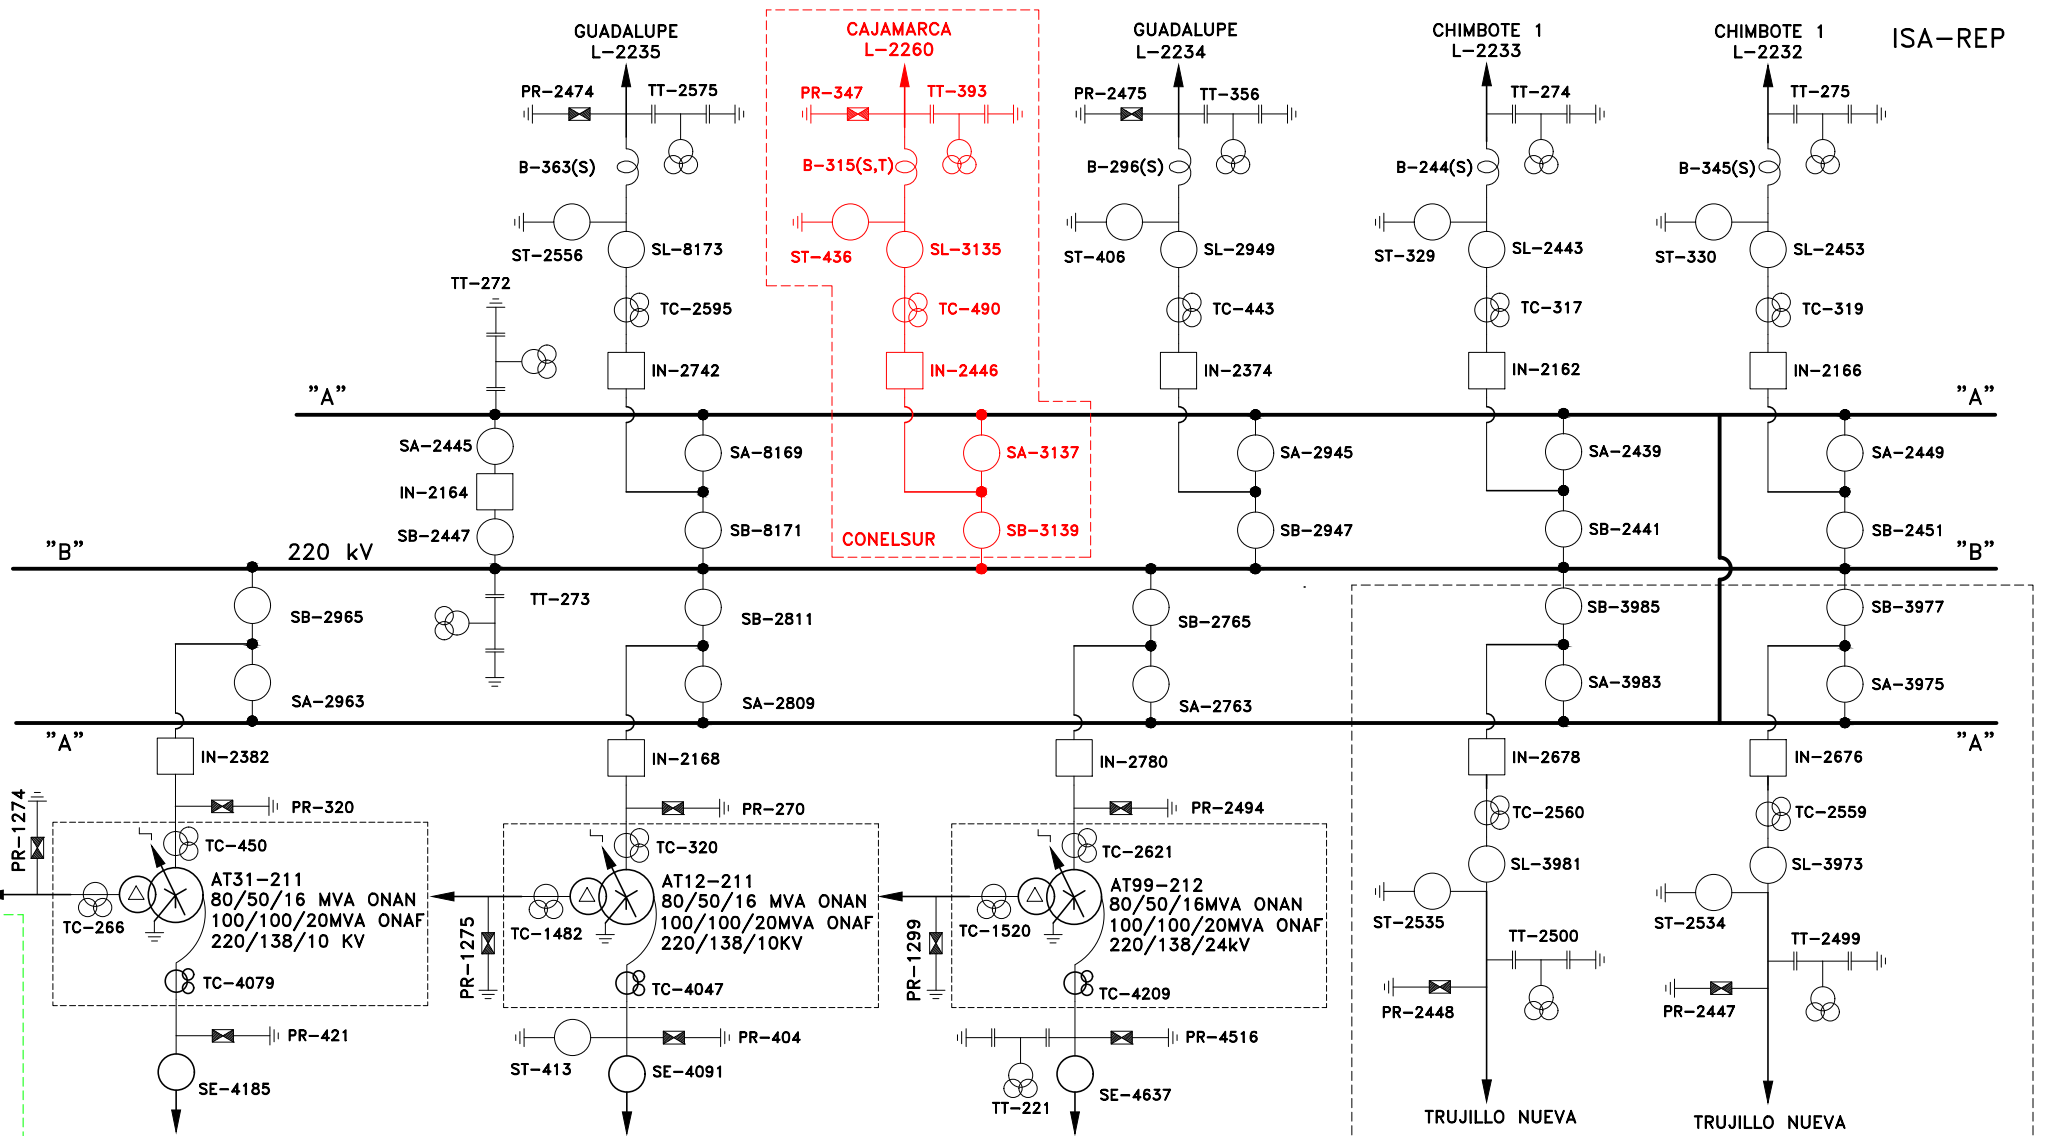 GUADALUPE
L-2235
CAJAMARCA
L-2260
GUADALUPE
L-2234
CHIMBOTE 1
L-2233
CHIMBOTE 1
L-2232
ISA-REP
PR-2474
TT-2575
PR-347
TT-393
PR-2475
TT-356
TT-274
TT-275
B-363(S)
B-315(S,T)
B-296(S)
B-244(S)
B-345(S)
ST-2556
SL-8173
ST-436
SL-3135
ST-406
SL-2949
ST-329
SL-2443
ST-330
SL-2453
TT-272
TC-2595
TC-490
TC-443
TC-317
TC-319
IN-2742
IN-2446
IN-2374
IN-2162
IN-2166
"A"
"A"
SA-2445
SA-8169
SA-3137
SA-2945
SA-2439
SA-2449
IN-2164
SB-2447
SB-8171
CONELSUR
SB-3139
SB-2947
SB-2441
SB-2451
"B"
220 kV
"B"
SB-2965
TT-273
SB-2811
SB-2765
SB-3985
SB-3977
SA-2963
SA-2809
SA-2763
SA-3983
SA-3975
"A"
"A"
IN-2382
IN-2168
IN-2780
IN-2678
IN-2676
PR-1274
PR-320
PR-270
PR-2494
TC-2560
TC-2559
TC-450
TC-320
TC-2621
SL-3981
SL-3973
AT31-211
80/50/16 MVA ONAN
100/100/20MVA ONAF
220/138/10 KV
TC-266
AT12-211
80/50/16 MVA ONAN
100/100/20MVA ONAF
220/138/10KV
TC-1482
PR-1275
AT99-212
80/50/16MVA ONAN
100/100/20MVA ONAF
220/138/24kV
TC-1520
PR-1299
ST-2535
ST-2534
TT-2500
TT-2499
TC-4079
TC-4047
TC-4209
PR-2448
PR-2447
PR-421
PR-404
PR-4516
ST-413
TT-221
SE-4185
SE-4091
SE-4637
TRUJILLO NUEVA
TRUJILLO NUEVA